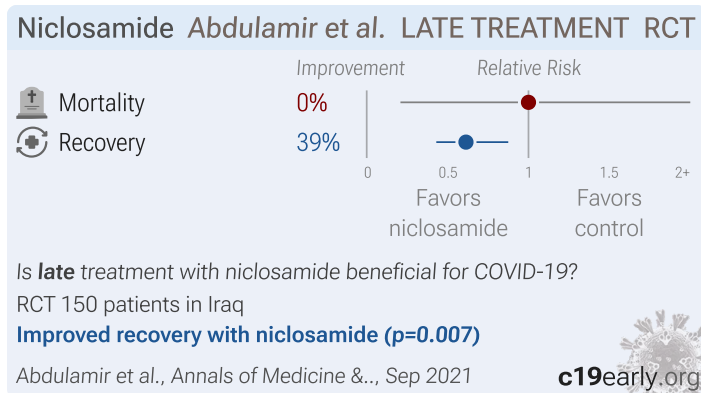 Niclosamide Abdulamir et al. LATE TREATMENT RCT
Improvement Relative Risk
Mortality 0%
Recovery 39%
0 0.5 1 1.5 2+
Favors Favors
niclosamide control
Is late treatment with niclosamide beneficial for COVID-19?
RCT 150 patients in Iraq
Improved recovery with niclosamide (p=0.007)
Abdulamir et al., Annals of Medicine &.., Sep 2021 c19early.org